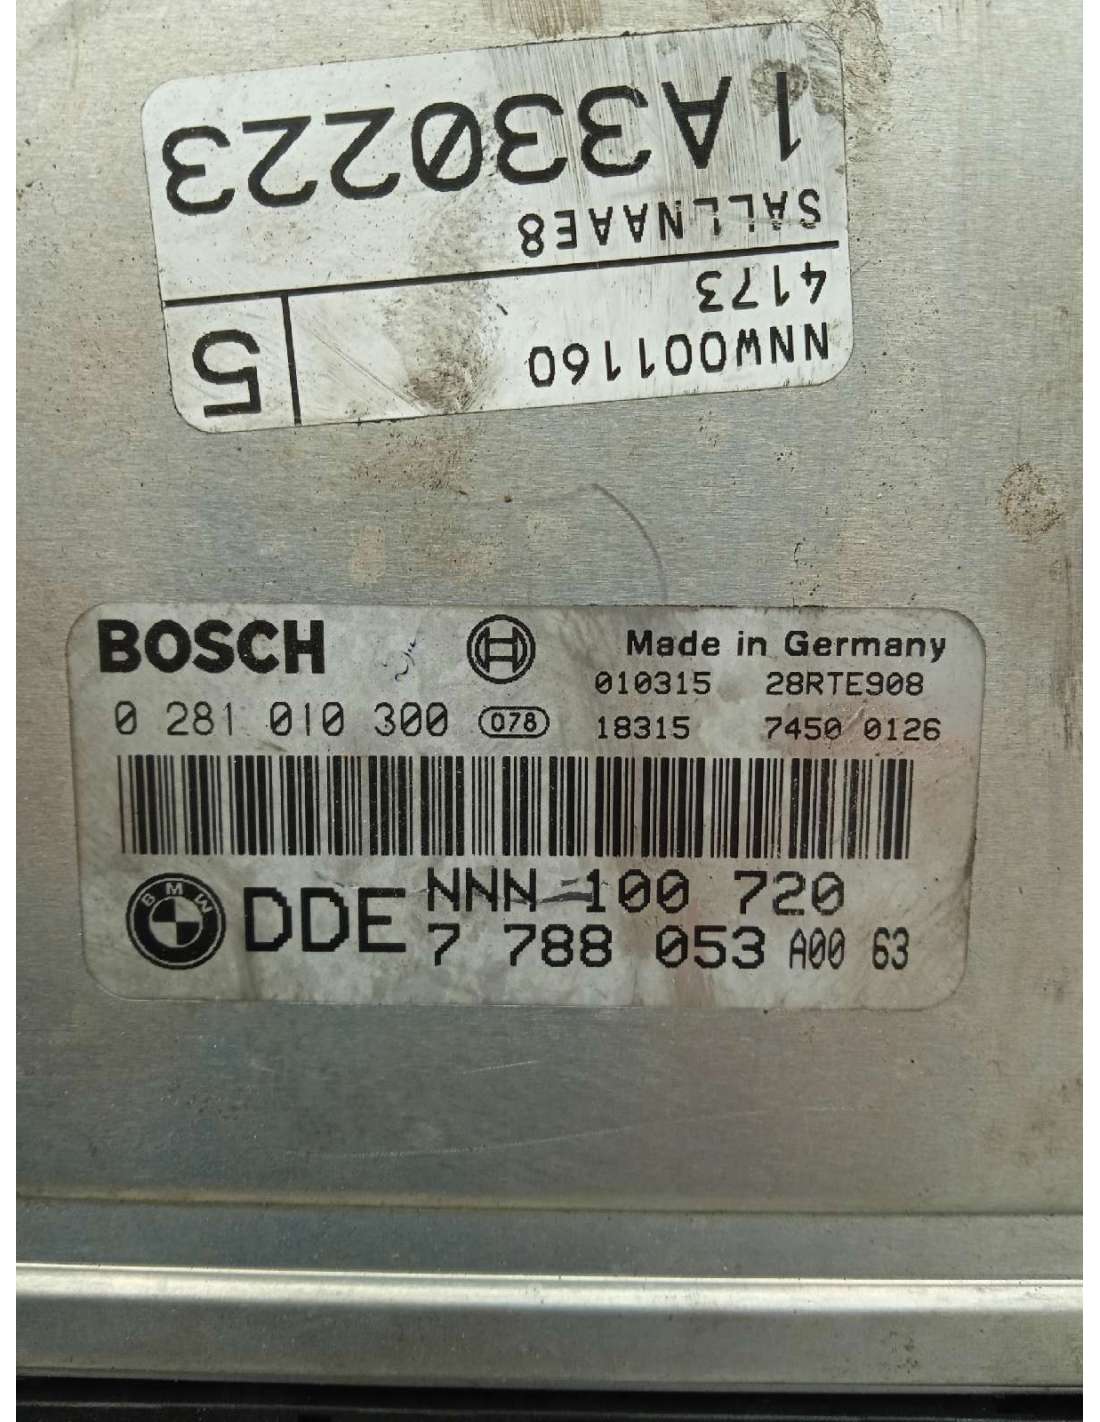 NNW001160
4173
5
SALLNAAE8
1A330223
BOSCH
Made in Germany
010315 28RTE908
0 281 010 300 078 18315 7450 0126
BMW
DDE NNN 100 720
7 788 053 A00 63